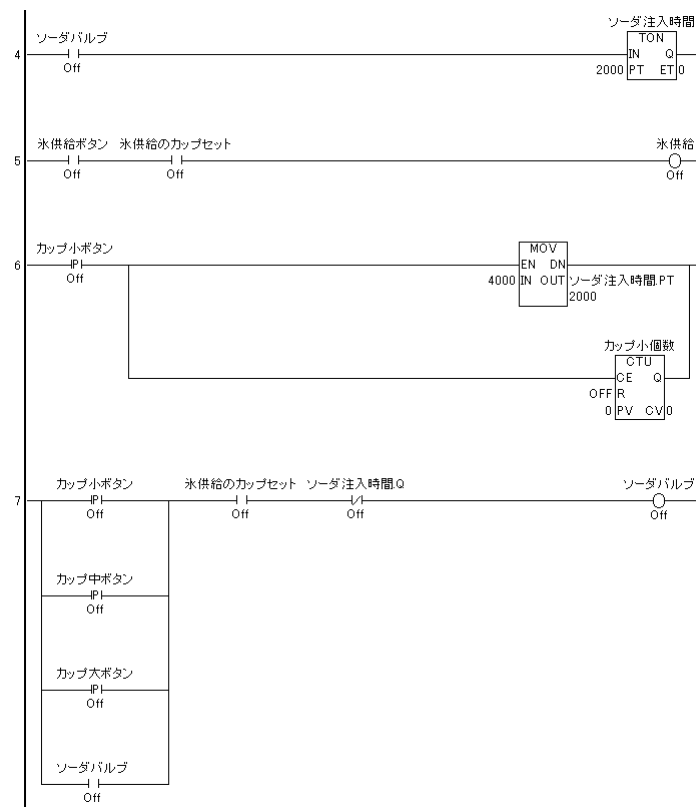 ソーダ注入時間
ソーダバルブ
TON
4
IN Q
Off
2000 PT ET 0
氷供給ボタン 氷供給のカップセット 氷供給
5
Off Off Off
カップ小ボタン
MOV
6
P
EN DN
Off
4000 IN OUT ソーダ注入時間.PT
2000
カップ小個数
CTU
CE Q
OFF R
0 PV CV 0
カップ小ボタン 氷供給のカップセット ソーダ注入時間.Q ソーダバルブ
7
P
Off Off Off Off
カップ中ボタン
P
Off
カップ大ボタン
P
Off
ソーダバルブ
Off